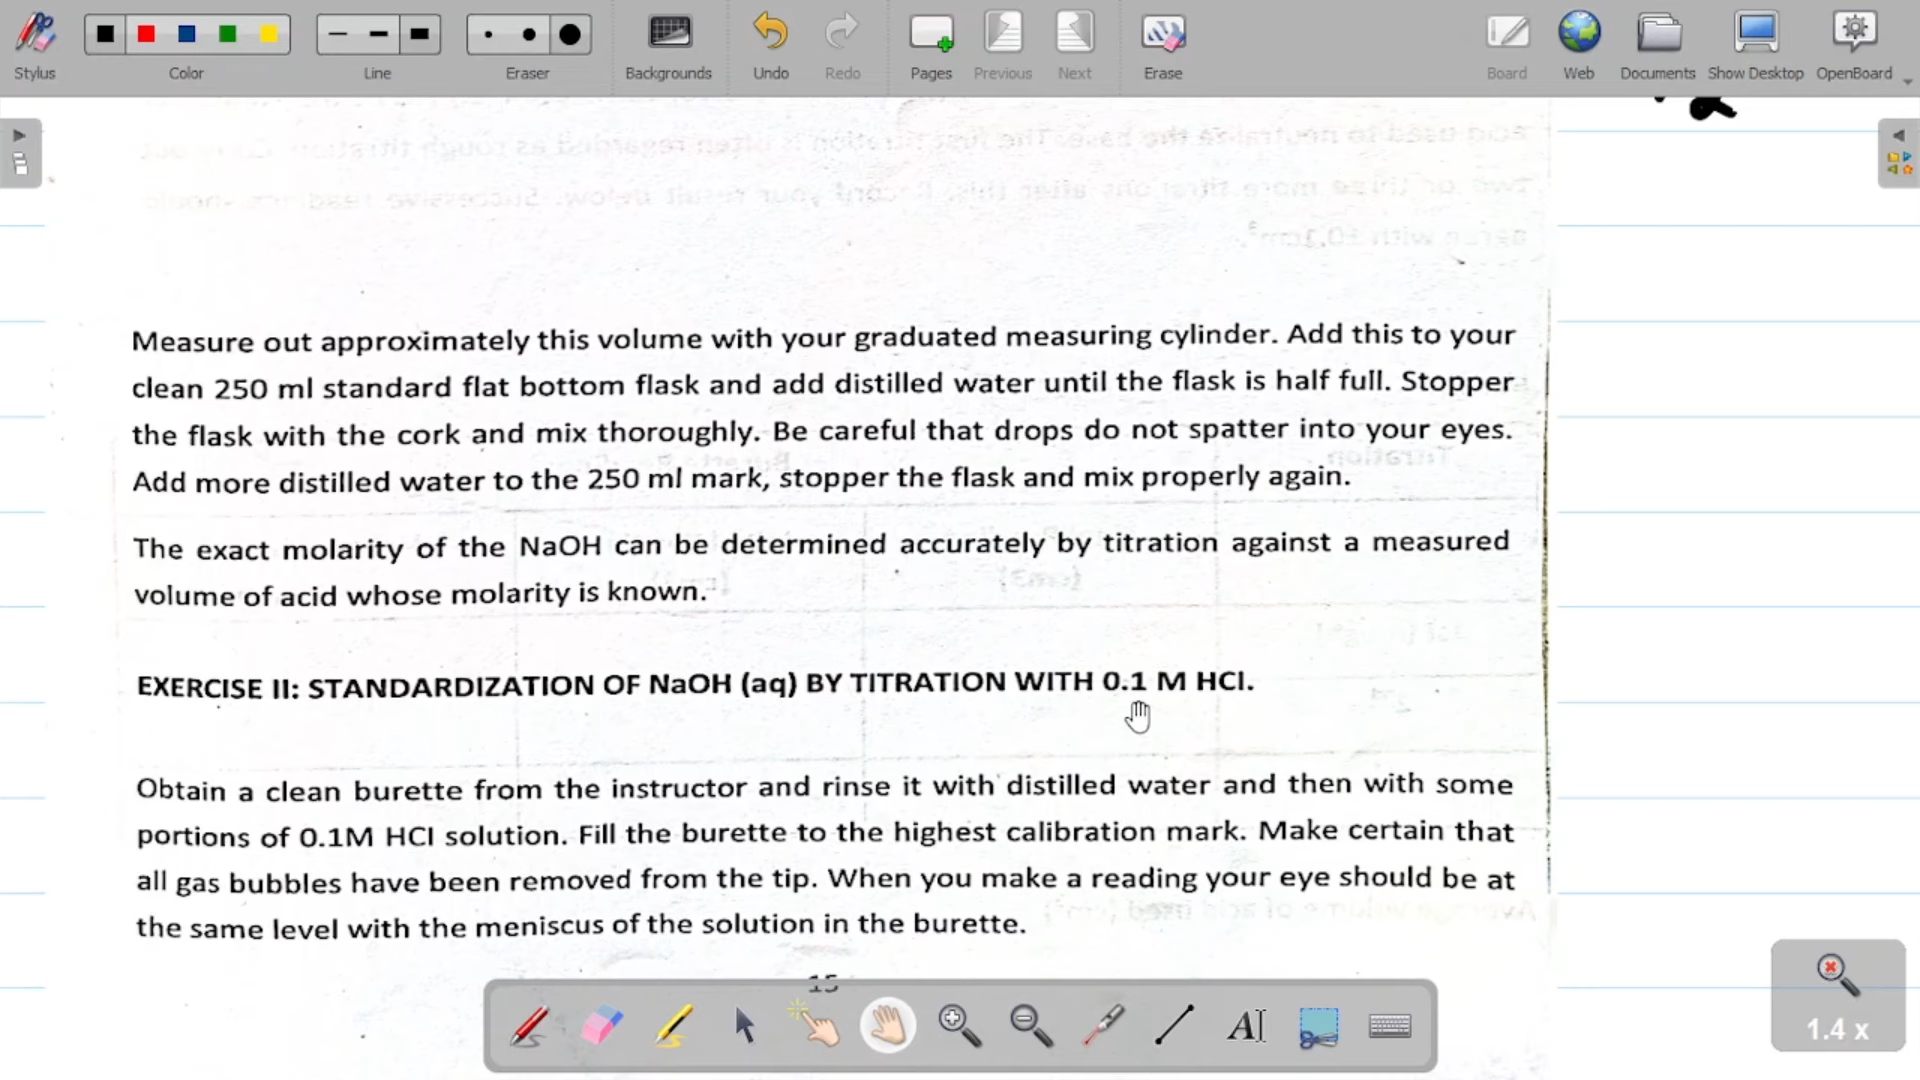 Stylus
Color
Line
Eraser
Backgrounds
Undo
Redo
Pages
Previous
Next
Erase
Board
Web
Documents
Show Desktop
OpenBoard
Measure out approximately this volume with your graduated measuring cylinder. Add this to your
clean 250 ml standard flat bottom flask and add distilled water until the flask is half full. Stopper
the flask with the cork and mix thoroughly. Be careful that drops do not spatter into your eyes.
Add more distilled water to the 250 ml mark, stopper the flask and mix properly again.
The exact molarity of the NaOH can be determined accurately by titration against a measured
volume of acid whose molarity is known.
EXERCISE II: STANDARDIZATION OF NaOH (aq) BY TITRATION WITH 0.1 M HCl.
Obtain a clean burette from the instructor and rinse it with distilled water and then with some
portions of 0.1M HCl solution. Fill the burette to the highest calibration mark. Make certain that
all gas bubbles have been removed from the tip. When you make a reading your eye should be at
the same level with the meniscus of the solution in the burette.
15
AI
1.4 x